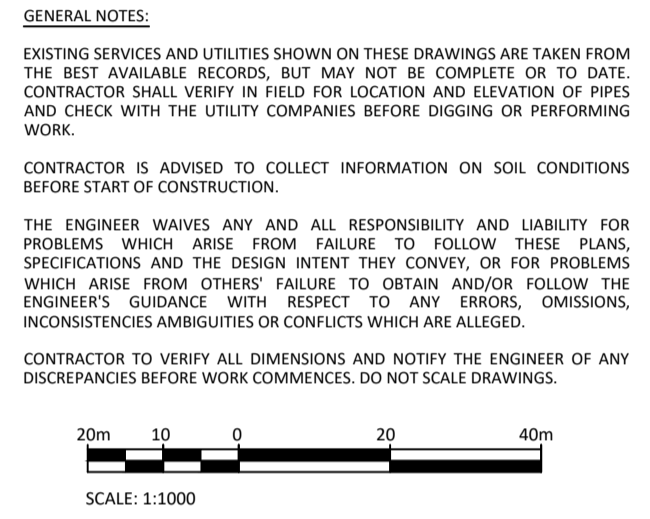 GENERAL NOTES:
EXISTING SERVICES AND UTILITIES SHOWN ON THESE DRAWINGS ARE TAKEN FROM
THE BEST AVAILABLE RECORDS, BUT MAY NOT BE COMPLETE OR TO DATE.
CONTRACTOR SHALL VERIFY IN FIELD FOR LOCATION AND ELEVATION OF PIPES
AND CHECK WITH THE UTILITY COMPANIES BEFORE DIGGING OR PERFORMING
WORK.
CONTRACTOR IS ADVISED TO COLLECT INFORMATION ON SOIL CONDITIONS
BEFORE START OF CONSTRUCTION.
THE ENGINEER WAIVES ANY AND ALL RESPONSIBILITY AND LIABILITY FOR
PROBLEMS WHICH ARISE FROM FAILURE TO FOLLOW THESE PLANS,
SPECIFICATIONS AND THE DESIGN INTENT THEY CONVEY, OR FOR PROBLEMS
WHICH ARISE FROM OTHERS' FAILURE TO OBTAIN AND/OR FOLLOW THE
ENGINEER'S GUIDANCE WITH RESPECT TO ANY ERRORS, OMISSIONS,
INCONSISTENCIES AMBIGUITIES OR CONFLICTS WHICH ARE ALLEGED.
CONTRACTOR TO VERIFY ALL DIMENSIONS AND NOTIFY THE ENGINEER OF ANY
DISCREPANCIES BEFORE WORK COMMENCES. DO NOT SCALE DRAWINGS.
20m 10 0 20 40m
SCALE: 1:1000